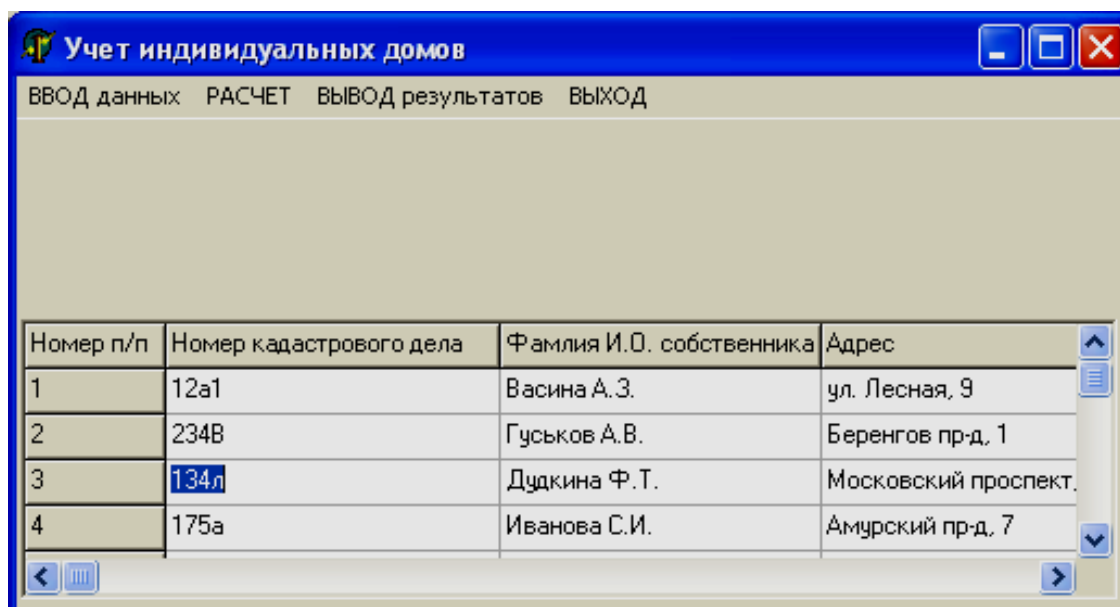 Учет индивидуальных домов
ВВОД данных РАСЧЕТ ВЫВОД результатов ВЫХОД
Номер п/п Номер кадастрового дела Фамлия И.О. собственника Адрес
1 12а1 Васина А.З. ул. Лесная, 9
2 234В Гуськов А.В. Беренгов пр-д, 1
3 134л Дудкина Ф.Т. Московский проспект,
4 175а Иванова С.И. Амурский пр-д, 7